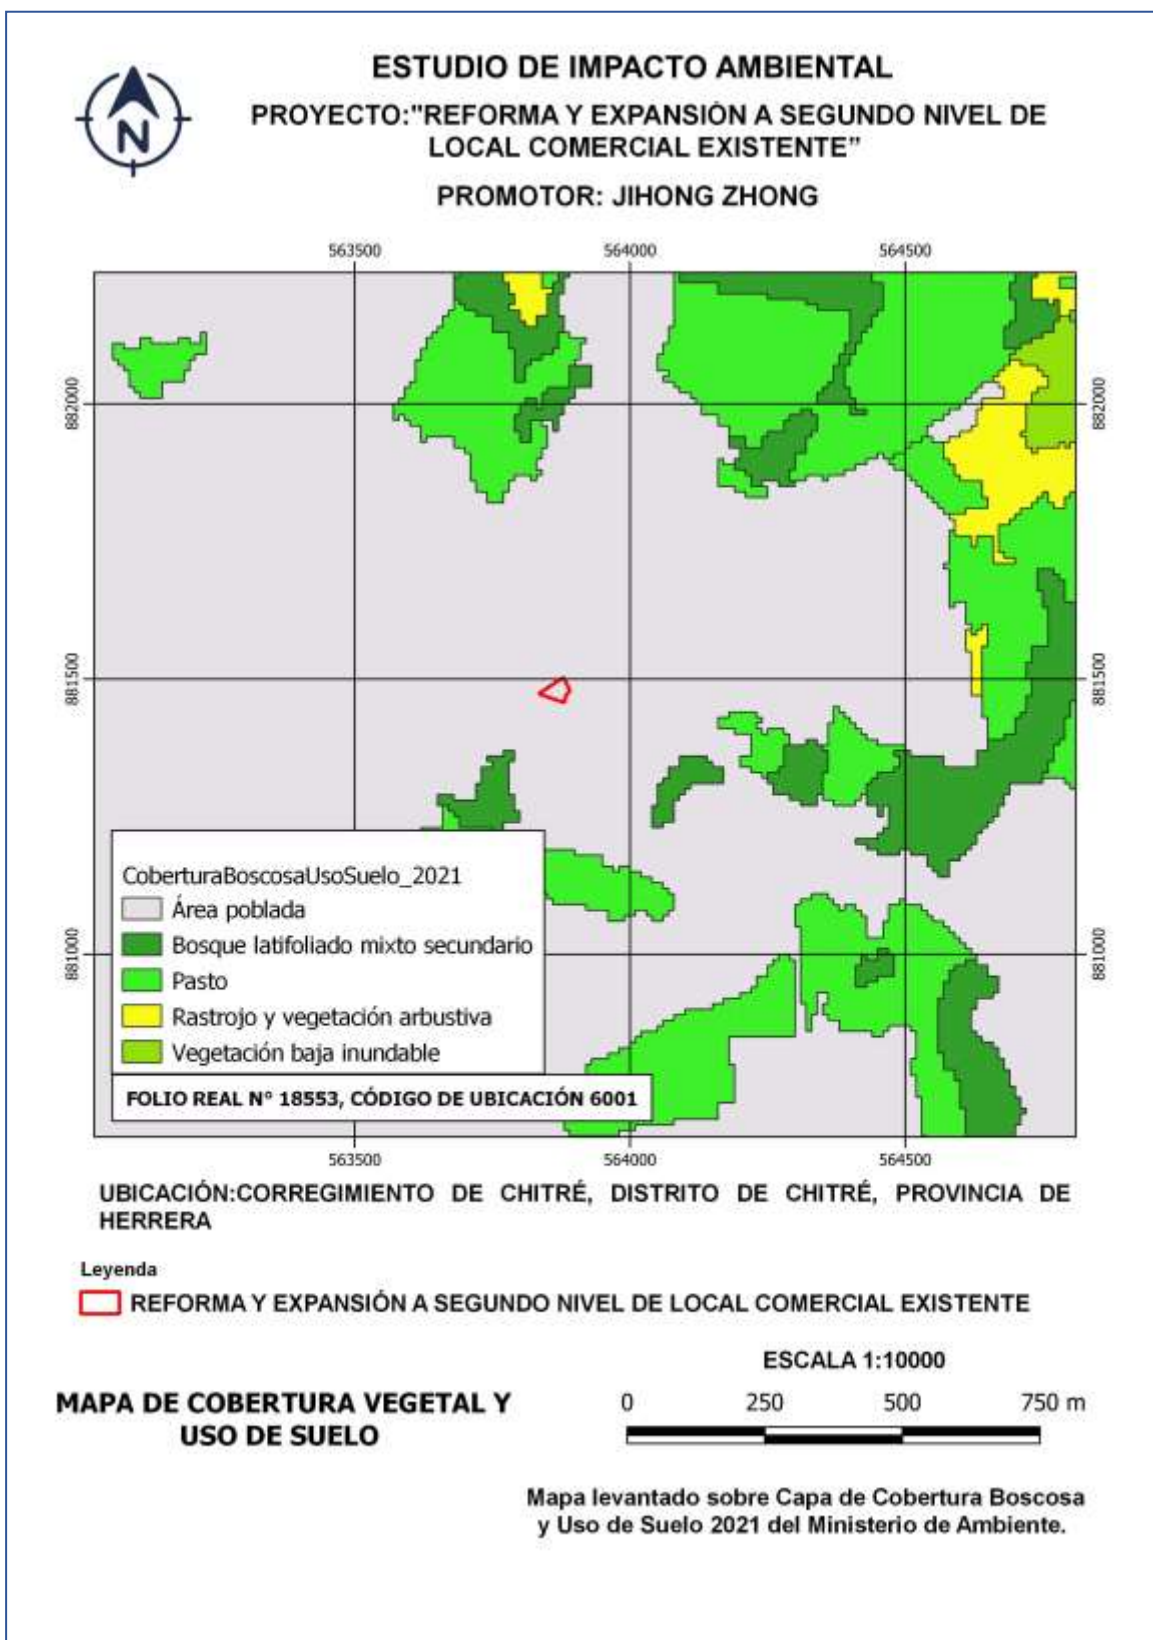 N
ESTUDIO DE IMPACTO AMBIENTAL
PROYECTO:"REFORMA Y EXPANSIÓN A SEGUNDO NIVEL DE
LOCAL COMERCIAL EXISTENTE”
PROMOTOR: JIHONG ZHONG
563500 564000 564500
882000 882000
881500 881500
881000 881000
CoberturaBoscosaUsoSuelo_2021
Área poblada
Bosque latifoliado mixto secundario
Pasto
Rastrojo y vegetación arbustiva
Vegetación baja inundable
FOLIO REAL N° 18553, CÓDIGO DE UBICACIÓN 6001
563500 564000 564500
UBICACIÓN:CORREGIMIENTO DE CHITRÉ, DISTRITO DE CHITRÉ, PROVINCIA DE
HERRERA
Leyenda
REFORMA Y EXPANSIÓN A SEGUNDO NIVEL DE LOCAL COMERCIAL EXISTENTE
ESCALA 1:10000
MAPA DE COBERTURA VEGETAL Y
USO DE SUELO
0 250 500 750 m
Mapa levantado sobre Capa de Cobertura Boscosa
y Uso de Suelo 2021 del Ministerio de Ambiente.